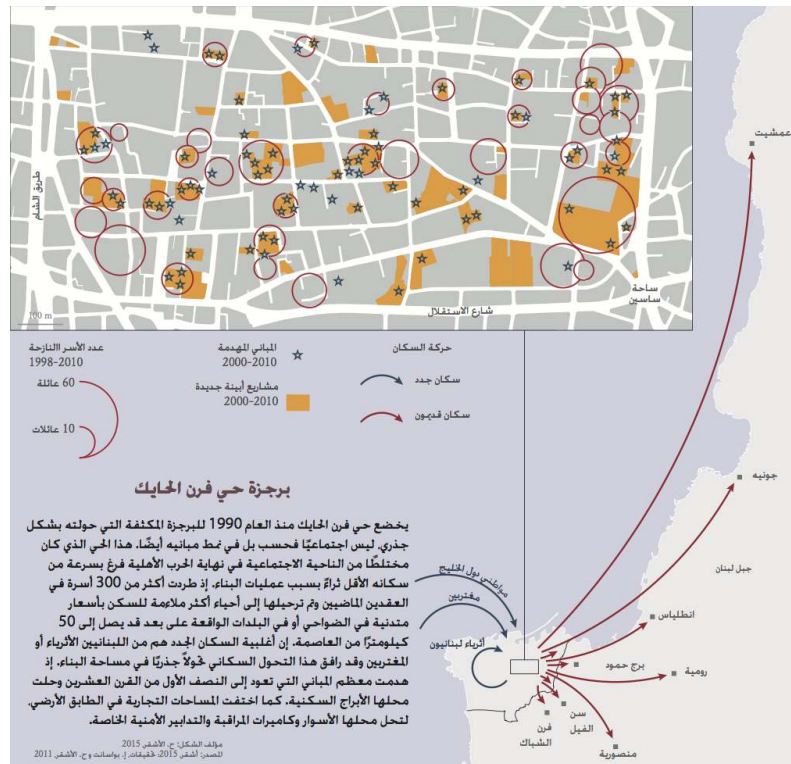 طريق الشام
شارع الاستقلال
ساحة
ساسين
100 m
عدد الأسر النازحة
1998-2010
60 عائلة
10 عائلات
المباني المهدمة
2000-2010
مشاريع أبنية جديدة
2000-2010
حركة السكان
سكان جدد
سكان قديمون
برجزة حي فرن الحايك
يخضع حي فرن الحايك منذ العام 1990 للبرجزة المكثفة التي حولته بشكل
جذري، ليس اجتماعيًا فحسب بل في نمط مبانيه أيضًا. هذا الحي الذي كان
مختلطًا من الناحية الاجتماعية في نهاية الحرب الأهلية فرغ بسرعة من
سكانه الأقل ثراءً بسبب عمليات البناء. إذ طردت أكثر من 300 أسرة في
العقدين الماضيين وتم ترحيلها إلى أحياء أكثر ملاءمة للسكن بأسعار
متدنية في الضواحي أو في البلدات الواقعة على بعد قد يصل إلى 50
كيلومترًا من العاصمة. إن أغلبية السكان الجدد هم من اللبنانيين الأثرياء أو
المغتربين وقد رافق هذا التحول السكاني تحولاً جذريًا في مساحة البناء. إذ
هدمت معظم المباني التي تعود إلى النصف الأول من القرن العشرين وحلت
محلها الأبراج السكنية. كما اختفت المساحات التجارية في الطابق الأرضي،
لتحل محلها الأسوار وكاميرات المراقبة والتدابير الأمنية الخاصة.
مؤلف الشكل: ح. الأشقر، 2015
المصدر: أشقر، 2015؛ تحقيقات: إ. بواسانت و ح. الأشقر، 2011
عمشيت
جونيه
جبل لبنان
انطلياس
برج حمود
رومية
سن
الفيل
فرن
الشباك
منصورية
مواطني دول الخليج
مغتربين
أثرياء لبنانيون